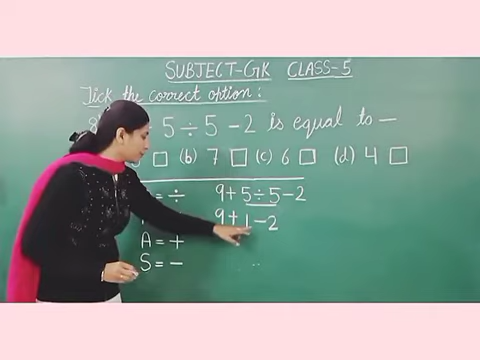 SUBJECT-GK CLASS-5
Tick the correct option :
5 ÷ 5 - 2 is equal to —
(b) 7 (c) 6 (d) 4
= ÷ 9 + 5 ÷ 5 - 2
9 + 1 - 2
A = +
S = -